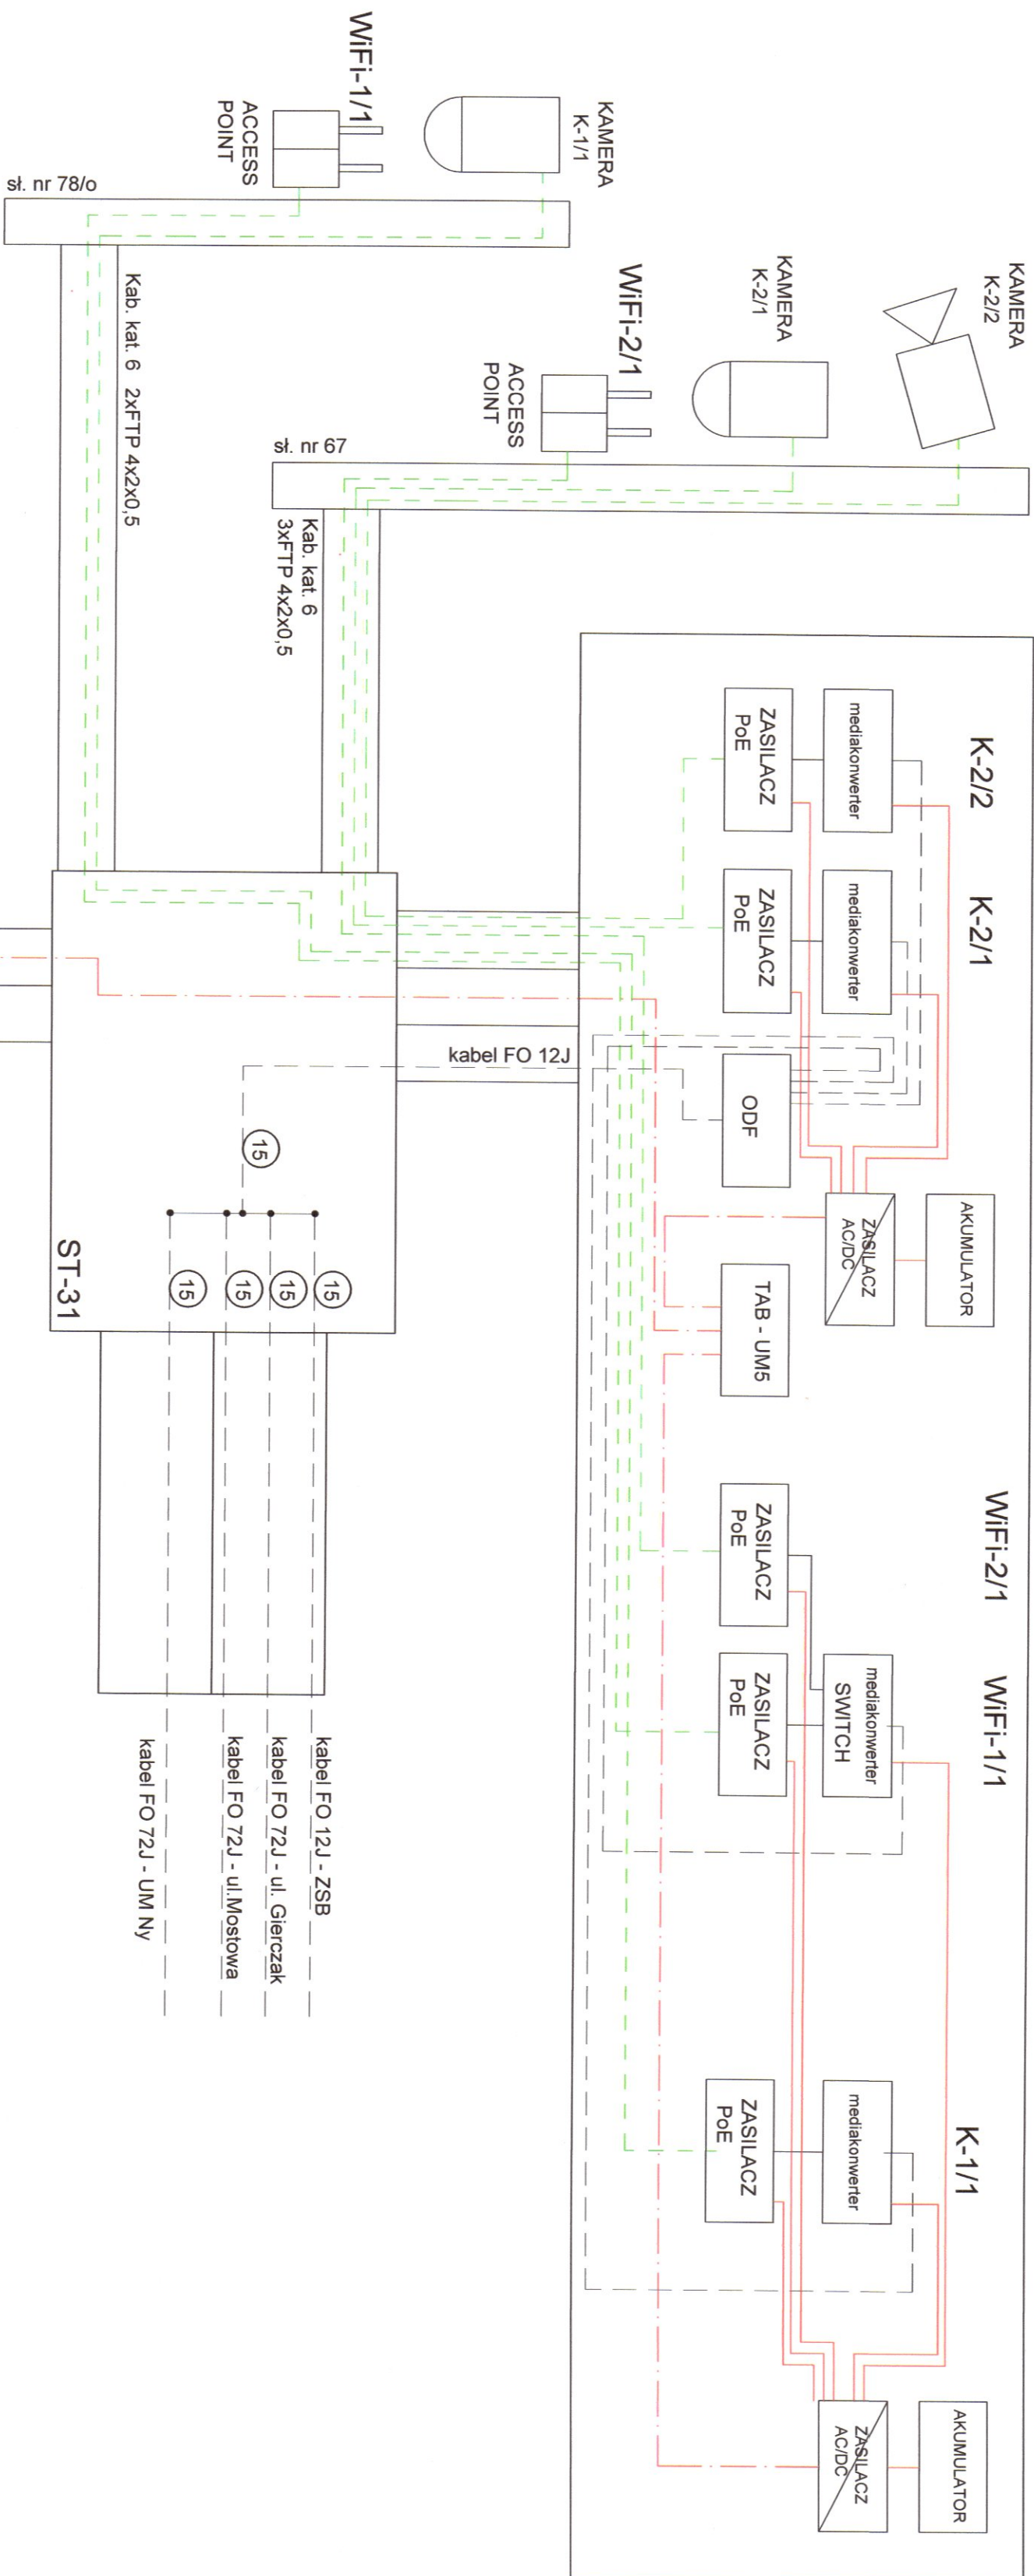 WiFi-1/1
ACCESS
POINT
KAMERA
K-1/1
sł. nr 78/o
WiFi-2/1
ACCESS
POINT
KAMERA
K-2/1
KAMERA
K-2/2
sł. nr 67
Kab. kat. 6 2xFTP 4x2x0,5
Kab. kat. 6
3xFTP 4x2x0,5
K-2/2
mediakonwerter
ZASILACZ
PoE
K-2/1
mediakonwerter
ZASILACZ
PoE
ODF
kabel FO 12J
AKUMULATOR
ZASILACZ
AC/DC
TAB - UM5
WiFi-2/1
ZASILACZ
PoE
WiFi-1/1
mediakonwerter
SWITCH
ZASILACZ
PoE
K-1/1
mediakonwerter
ZASILACZ
PoE
AKUMULATOR
ZASILACZ
AC/DC
15
15
15
15
15
ST-31
kabel FO 12J - ZSB
kabel FO 72J - ul. Gierczak
kabel FO 72J - ul.Mostowa
kabel FO 72J - UM Ny